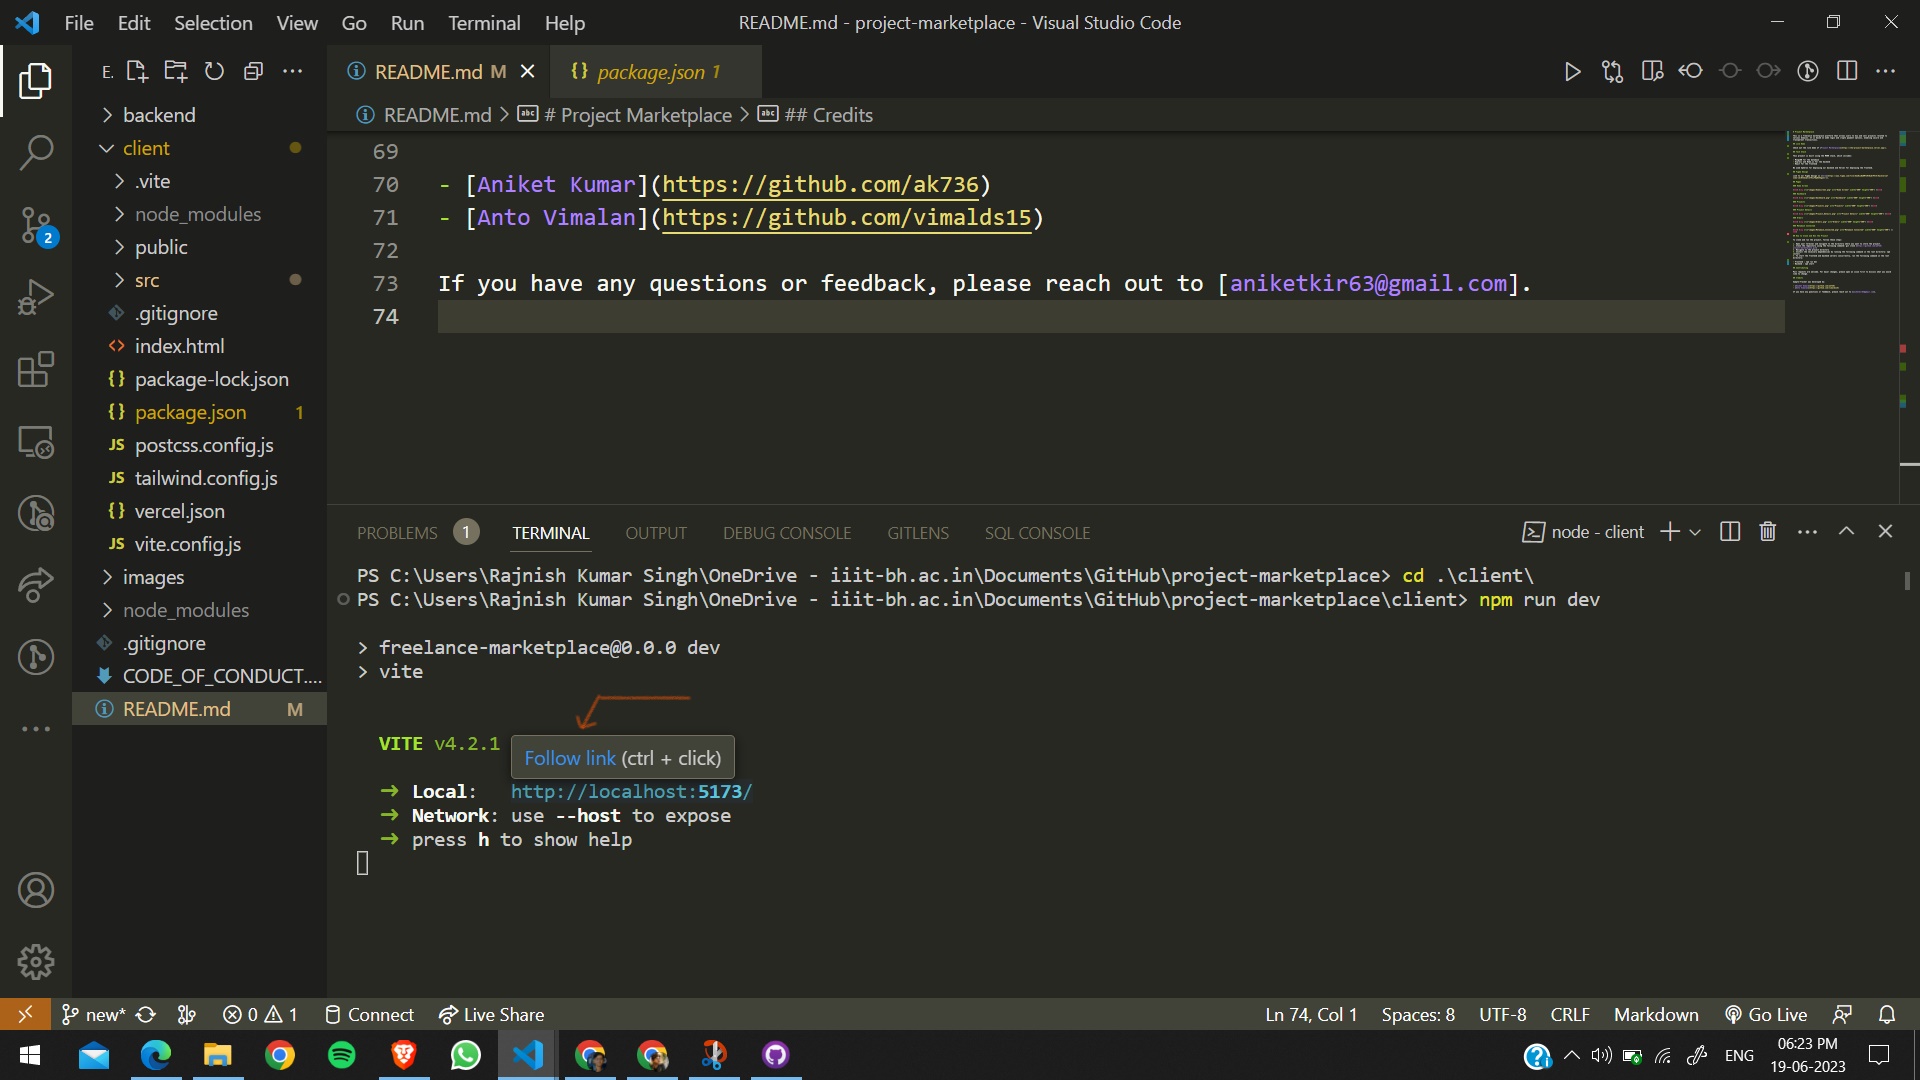 File Edit Selection View Go Run Terminal Help
README.md - project-marketplace - Visual Studio Code
E.
README.md M
{} package.json 1
README.md > # Project Marketplace > ## Credits
backend
client
.vite
node_modules
public
src
.gitignore
<> index.html
{} package-lock.json
{} package.json 1
JS postcss.config.js
JS tailwind.config.js
{} vercel.json
JS vite.config.js
images
node_modules
.gitignore
CODE_OF_CONDUCT....
README.md M
2
69
70 - [Aniket Kumar](https://github.com/ak736)
71 - [Anto Vimalan](https://github.com/vimalds15)
72
73 If you have any questions or feedback, please reach out to [aniketkir63@gmail.com].
74
PROBLEMS 1 TERMINAL OUTPUT DEBUG CONSOLE GITLENS SQL CONSOLE
node - client
PS C:\Users\Rajnish Kumar Singh\OneDrive - iiit-bh.ac.in\Documents\GitHub\project-marketplace> cd .\client\
PS C:\Users\Rajnish Kumar Singh\OneDrive - iiit-bh.ac.in\Documents\GitHub\project-marketplace\client> npm run dev
> freelance-marketplace@0.0.0 dev
> vite
VITE v4.2.1
Follow link (ctrl + click)
➜ Local: http://localhost:5173/
➜ Network: use --host to expose
➜ press h to show help
new* 0 1 Connect Live Share
Ln 74, Col 1 Spaces: 8 UTF-8 CRLF Markdown Go Live
ENG
06:23 PM
19-06-2023